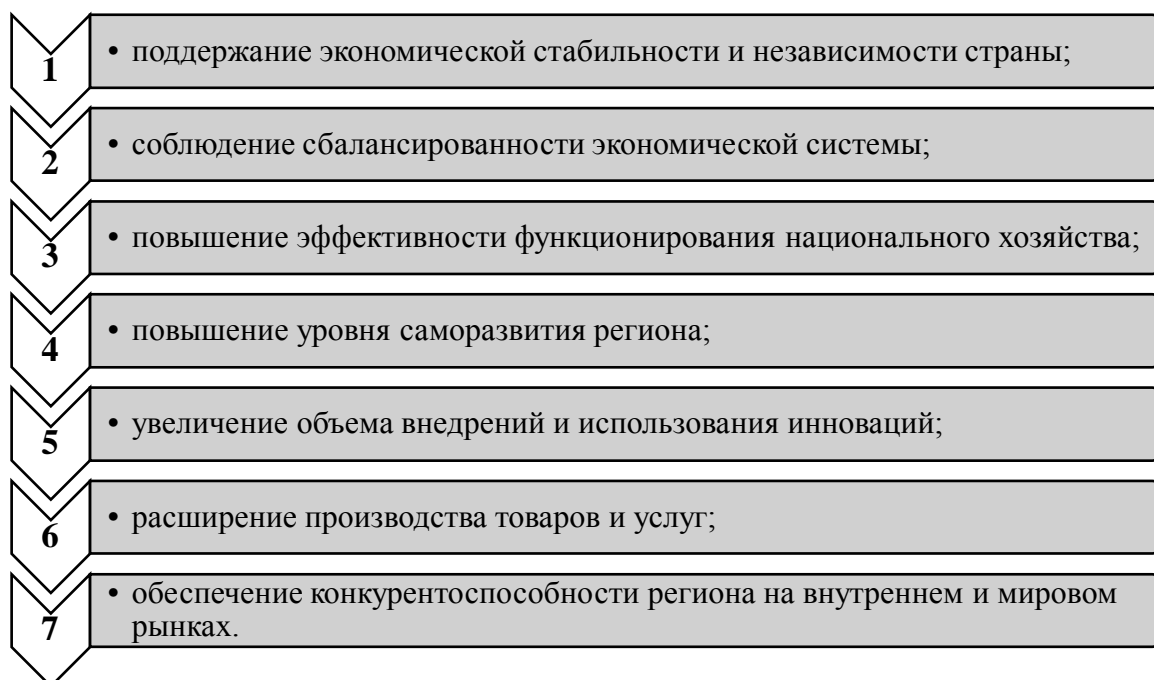 1
• поддержание экономической стабильности и независимости страны;
2
• соблюдение сбалансированности экономической системы;
3
• повышение эффективности функционирования национального хозяйства;
4
• повышение уровня саморазвития региона;
5
• увеличение объема внедрений и использования инноваций;
6
• расширение производства товаров и услуг;
7
• обеспечение конкурентоспособности региона на внутреннем и мировом
рынках.